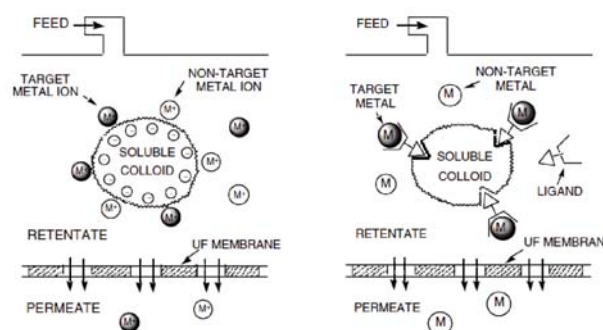 FEED
TARGET
METAL ION
NON-TARGET
METAL ION
M+
M+
M+
M+
M+
M+
M+
M+
SOLUBLE
COLLOID
RETENTATE
UF MEMBRANE
PERMEATE
M+
M+
FEED
TARGET
METAL
NON-TARGET
METAL
M
M
M
M
M
SOLUBLE
COLLOID
LIGAND
RETENTATE
UF MEMBRAN
PERMEATE
M
M